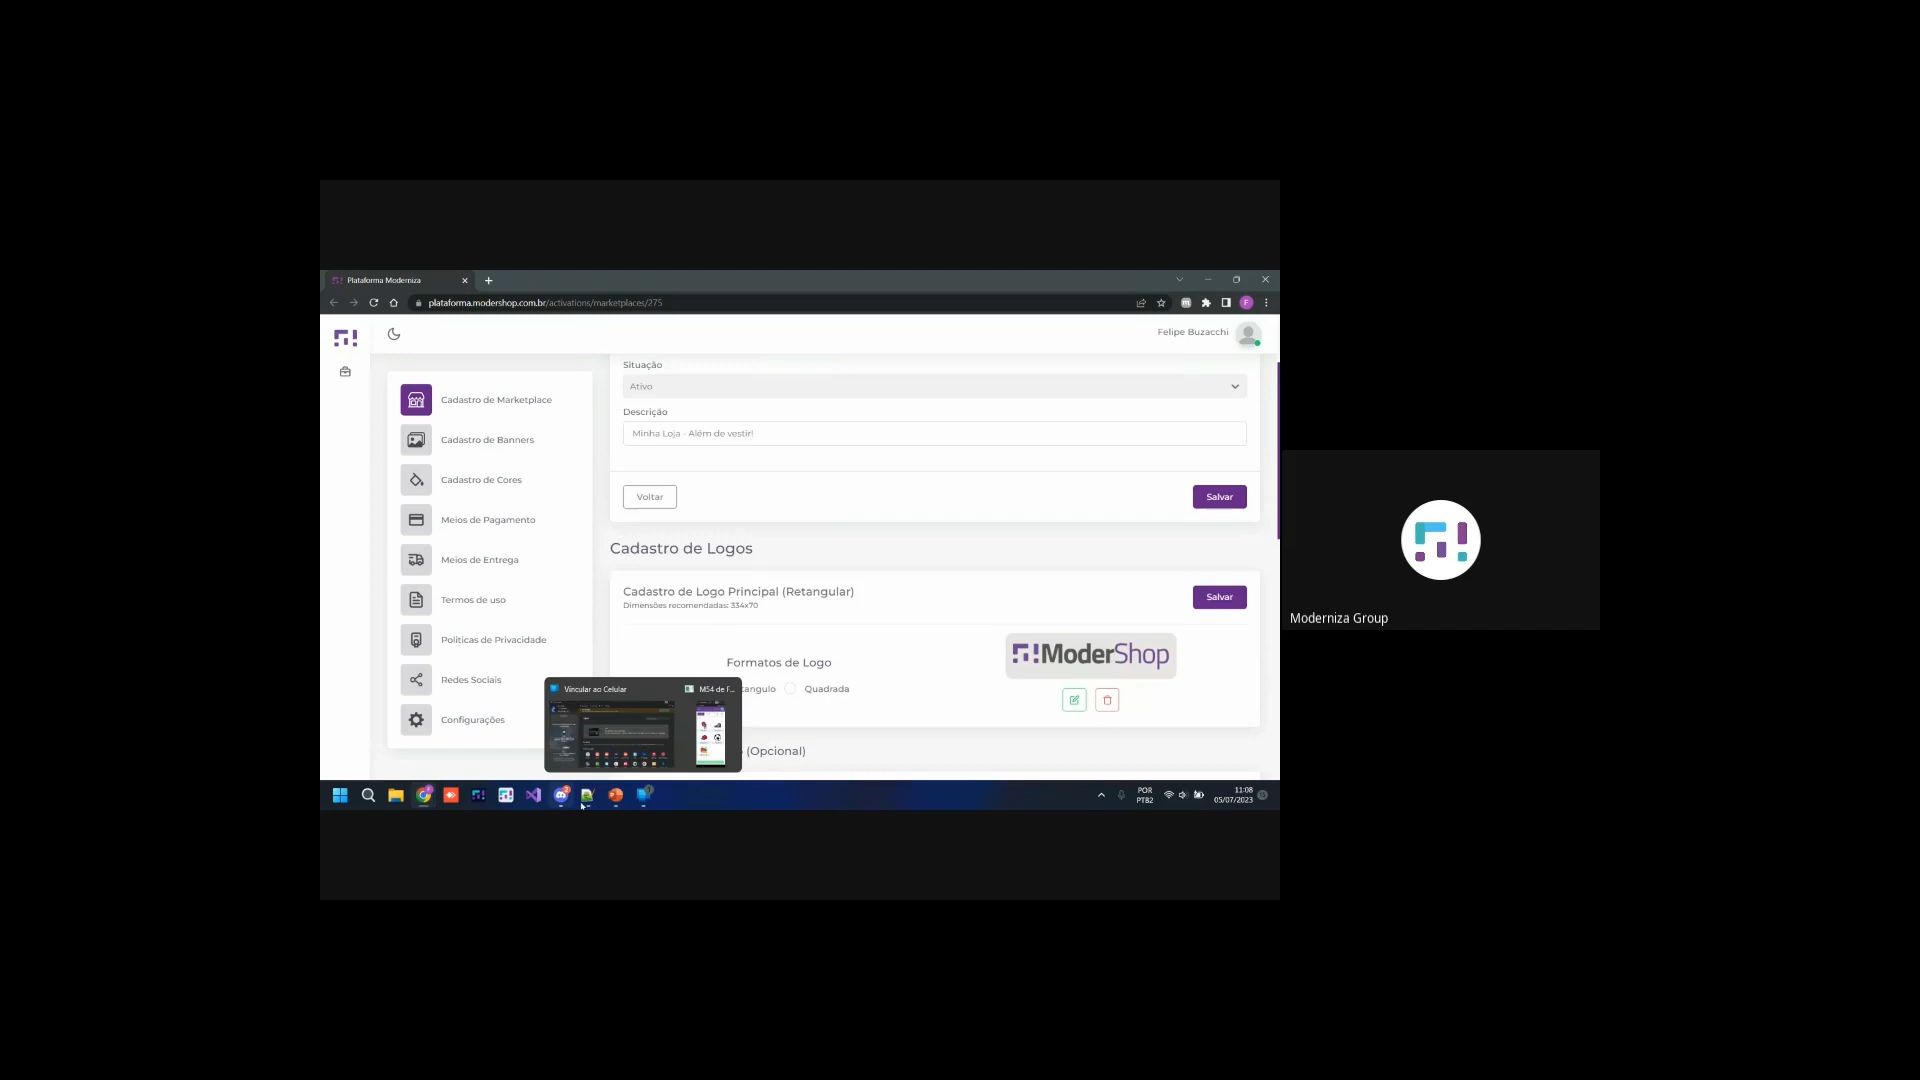 Plataforma Moderniza
plataforma.modershop.com.br/activations/marketplaces/275
Felipe Buzacchi
Cadastro de Marketplace
Cadastro de Banners
Cadastro de Cores
Meios de Pagamento
Meios de Entrega
Termos de uso
Politicas de Privacidade
Redes Sociais
Configurações
Situação
Ativo
Descrição
Minha Loja - Além de vestir!
Voltar
Salvar
Cadastro de Logos
Cadastro de Logo Principal (Retangular)
Dimensões recomendadas: 334x70
Salvar
Formatos de Logo
Quadrada
ModerShop
(Opcional)
Vincular ao Celular
M54 de
POR
PTB2
11:08
05/07/2023
Moderniza Group